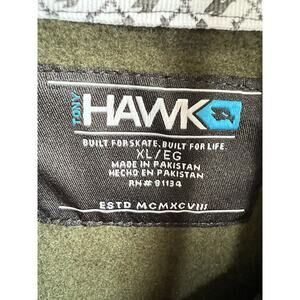 TONY HAWK
BUILT FOR SKATE. BUILT FOR LIFE.
XL/EG
MADE IN PAKISTAN
HECHO EN PAKISTAN
RN# 91134
ESTD MCMXCVIII